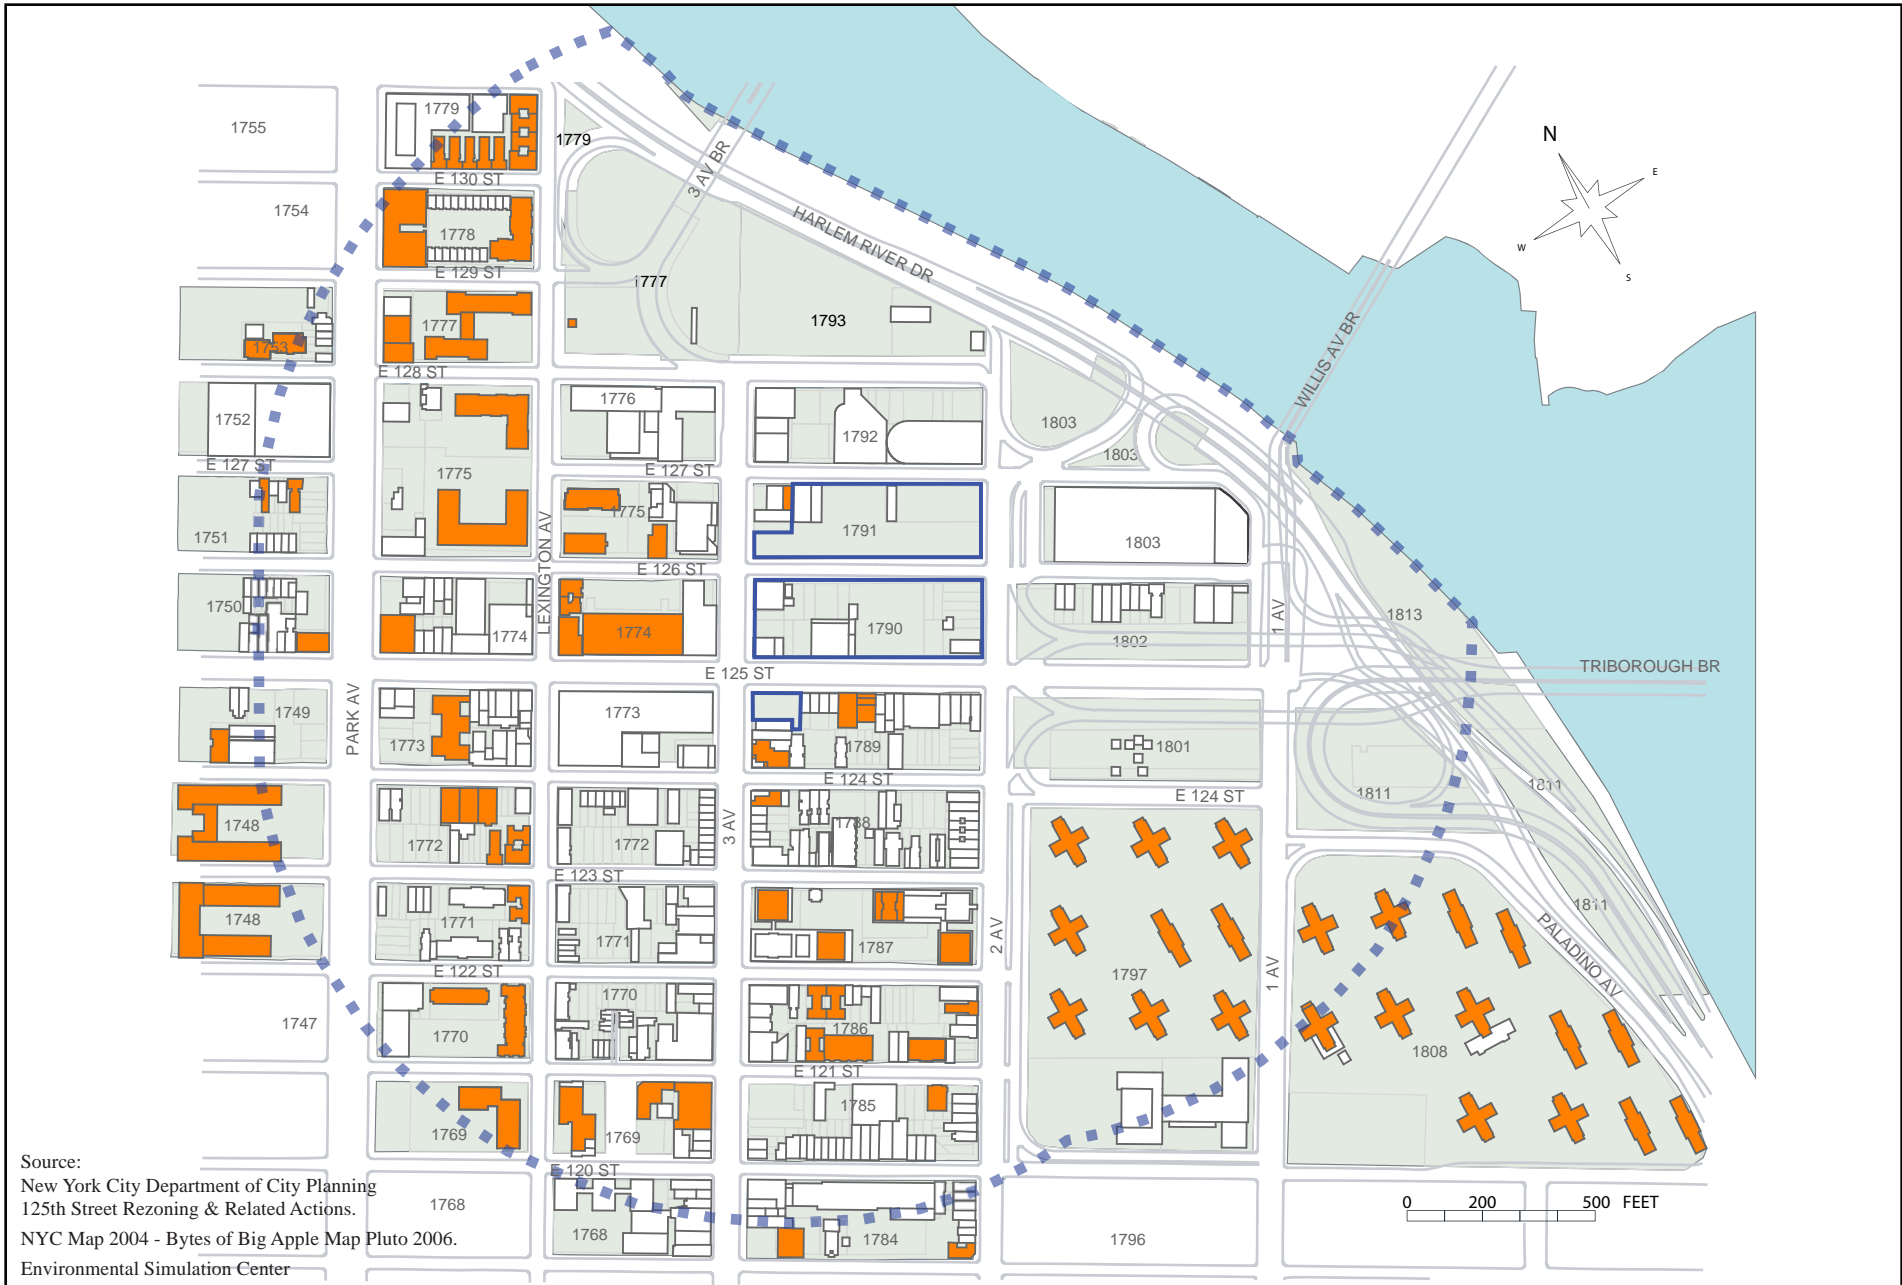 1755
1779
1779
N
E
W
S
E 130 ST
3 AV BR
1754
1778
HARLEM RIVER DR
E 129 ST
1777
1793
1753
1777
E 128 ST
WILLIS AV BR
1752
1776
1792
1803
E 127 ST
1775
E 127 ST
1803
1751
LEXINGTON AV
1775
1791
1803
E 126 ST
1750
1774
1774
1790
1802
1 AV
1813
E 125 ST
TRIBOROUGH BR
1749
PARK AV
1773
1773
1789
1801
E 124 ST
E 124 ST
1811
1811
1748
1772
1772
3 AV
1788
E 123 ST
1748
1771
1771
1787
2 AV
1811
PALADINO AV
E 122 ST
1797
1 AV
1747
1770
1770
1786
1808
E 121 ST
1769
1769
1785
E 120 ST
1768
1768
1784
1796
0 200 500 FEET
Source:
New York City Department of City Planning
125th Street Rezoning & Related Actions.
NYC Map 2004 - Bytes of Big Apple Map Pluto 2006.
Environmental Simulation Center